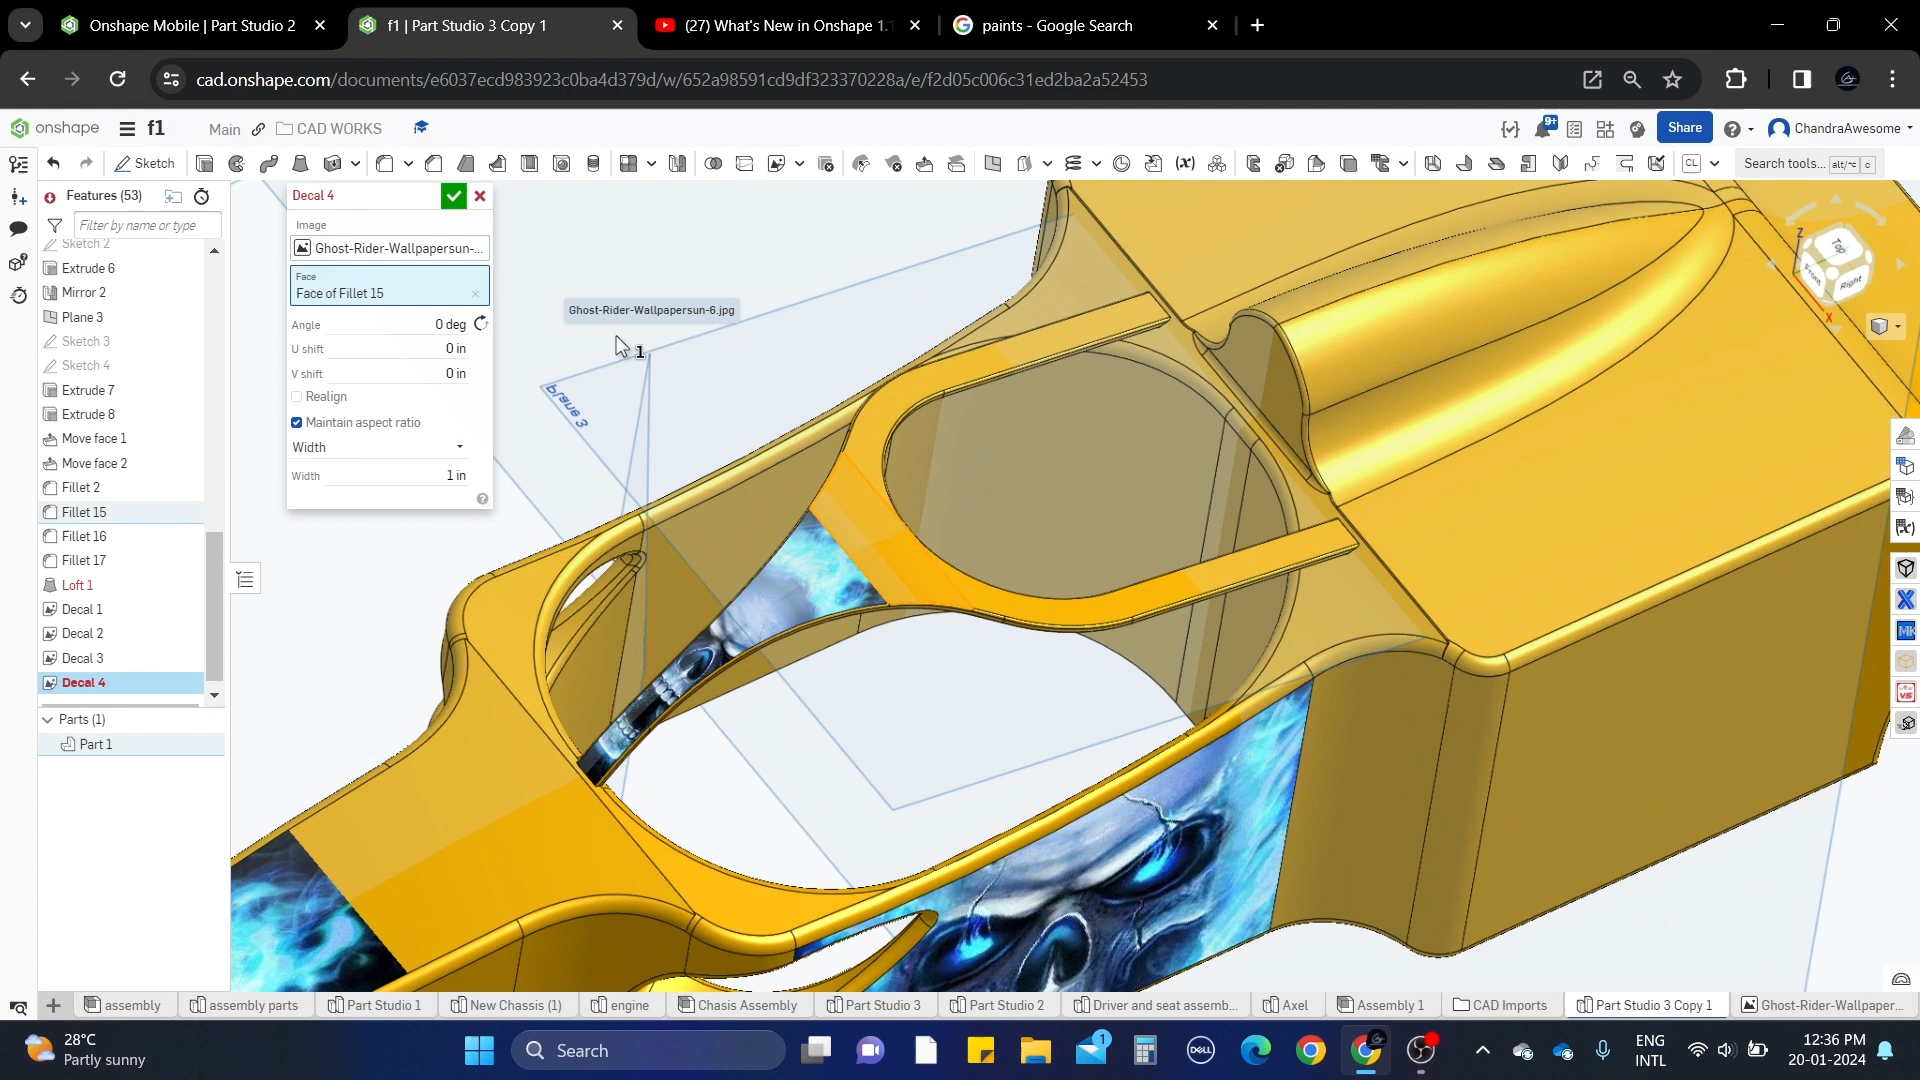 Onshape Mobile | Part Studio 2
f1 | Part Studio 3 Copy 1
(27) What's New in Onshape 1.1
paints - Google Search
cad.onshape.com/documents/e6037ecd983923c0ba4d379d/w/652a98591cd9df323370228a/e/f2d05c006c31ed2ba2a52453
onshape
f1
Main
CAD WORKS
9+
Share
ChandraAwesome
Sketch
CL
Search tools... alt/⌥ c
Features (53)
Filter by name or type
Sketch 2
Extrude 6
Mirror 2
Plane 3
Sketch 3
Sketch 4
Extrude 7
Extrude 8
Move face 1
Move face 2
Fillet 2
Fillet 15
Fillet 16
Fillet 17
Loft 1
Decal 1
Decal 2
Decal 3
Decal 4
Parts (1)
Part 1
Decal 4
Image
Ghost-Rider-Wallpapersun-...
Face
Face of Fillet 15
Angle 0 deg
U shift 0 in
V shift 0 in
Realign
Maintain aspect ratio
Width
Width 1 in
Ghost-Rider-Wallpapersun-6.jpg
1
Plane 3
Z
Top
Front
Right
X
assembly
assembly parts
Part Studio 1
New Chassis (1)
engine
Chasis Assembly
Part Studio 3
Part Studio 2
Driver and seat assemb...
Axel
Assembly 1
CAD Imports
Part Studio 3 Copy 1
Ghost-Rider-Wallpaper...
28°C
Partly sunny
Search
1
DELL
ENG
INTL
12:36 PM
20-01-2024